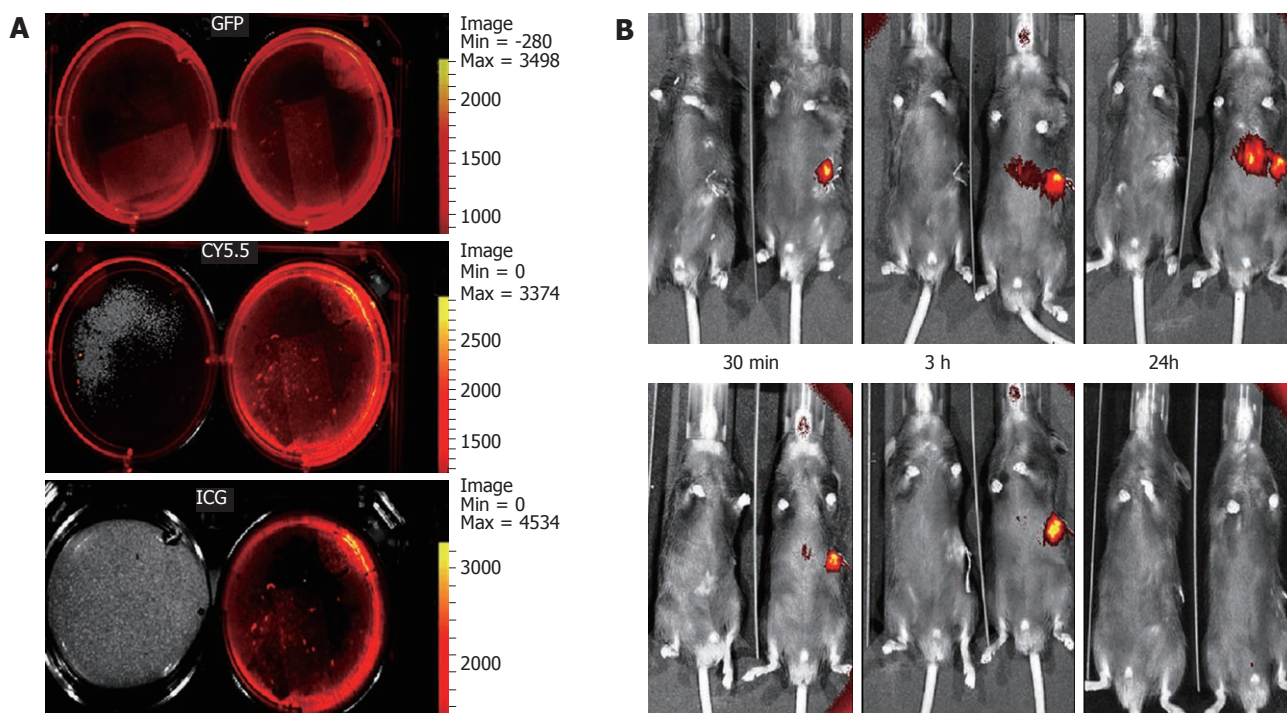 A
GFP
Image
Min = -280
Max = 3498
2000
1500
1000
CY5.5
Image
Min = 0
Max = 3374
2500
2000
1500
ICG
Image
Min = 0
Max = 4534
3000
2000
B
30 min
3 h
24h